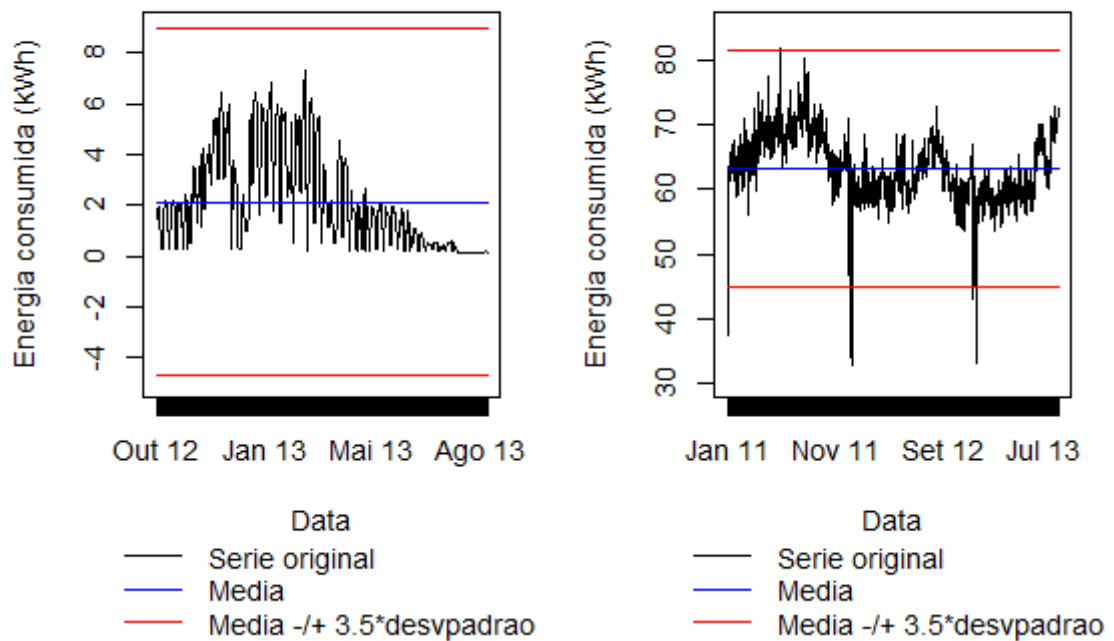 Energia consumida (kWh)
8
6
4
2
0
-2
-4
Out 12 Jan 13 Mai 13 Ago 13
Data
Serie original
Media
Media -/+ 3.5*desvpadrao
Energia consumida (kWh)
80
70
60
50
40
30
Jan 11 Nov 11 Set 12 Jul 13
Data
Serie original
Media
Media -/+ 3.5*desvpadrao